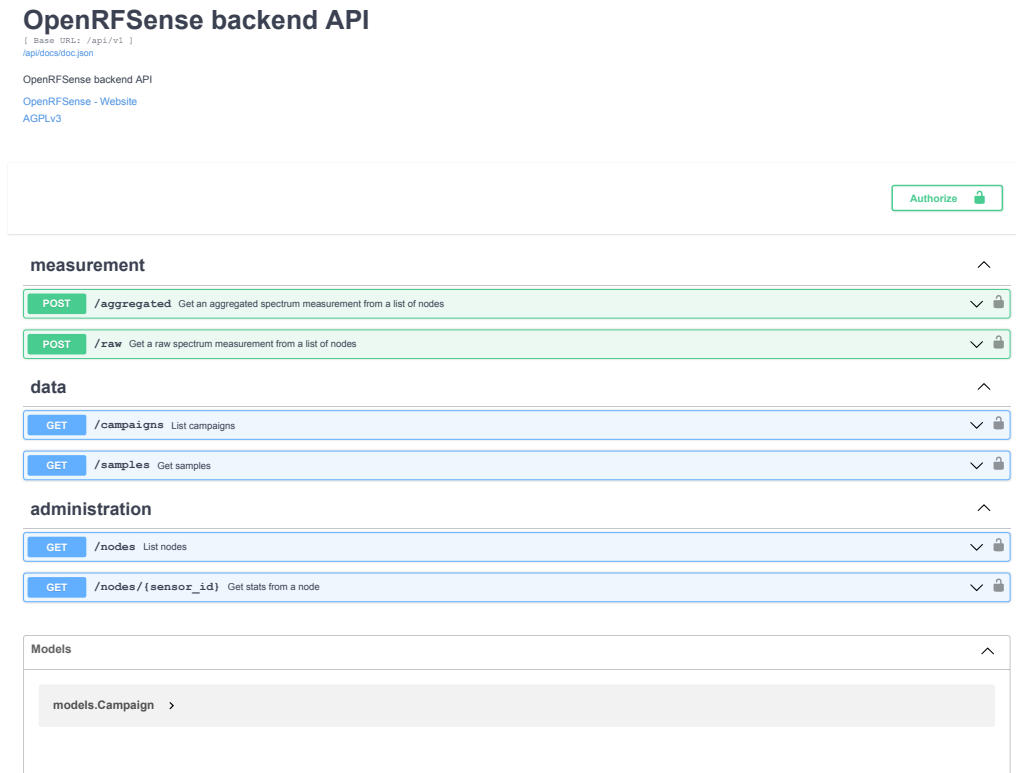 OpenRFSense backend API
[ Base URL: /api/v1 ]
/api/docs/doc.json
OpenRFSense backend API
OpenRFSense - Website
AGPLv3
Authorize
measurement
POST /aggregated Get an aggregated spectrum measurement from a list of nodes
POST /raw Get a raw spectrum measurement from a list of nodes
data
GET /campaigns List campaigns
GET /samples Get samples
administration
GET /nodes List nodes
GET /nodes/{sensor_id} Get stats from a node
Models
models.Campaign